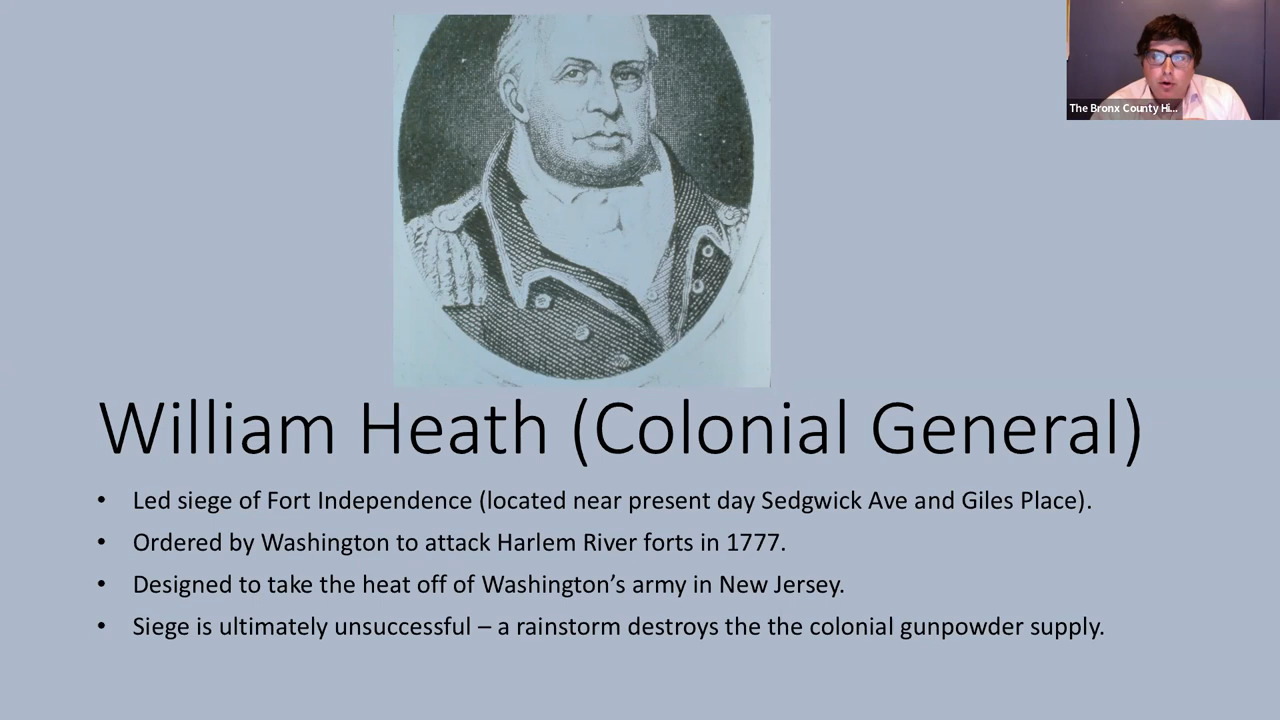 The Bronx County Hi...
William Heath (Colonial General)
• Led siege of Fort Independence (located near present day Sedgwick Ave and Giles Place).
• Ordered by Washington to attack Harlem River forts in 1777.
• Designed to take the heat off of Washington’s army in New Jersey.
• Siege is ultimately unsuccessful – a rainstorm destroys the the colonial gunpowder supply.